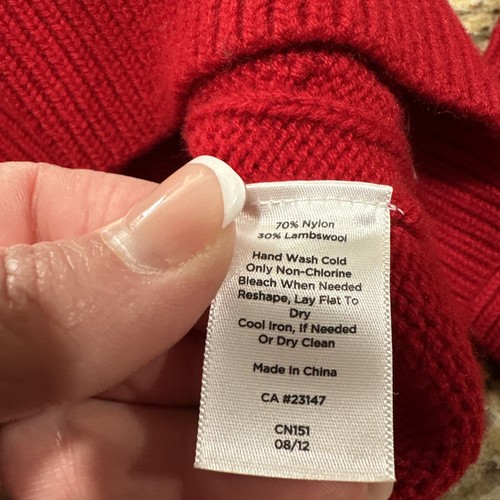 70% Nylon
30% Lambswool
Hand Wash Cold
Only Non-Chlorine
Bleach When Needed
Reshape, Lay Flat To
Dry
Cool Iron, if Needed
Or Dry Clean
Made in China
CA #23147
CN151
08/12